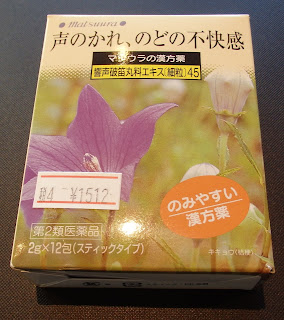 matsuura
声のかれ、のどの不快感
マツウラの漢方薬
響声破笛丸料エキス[細粒]45
税4 ¥1512
のみやすい
漢方薬
第2類医薬品
2g×12包(スティックタイプ)
キキョウ(桔梗)